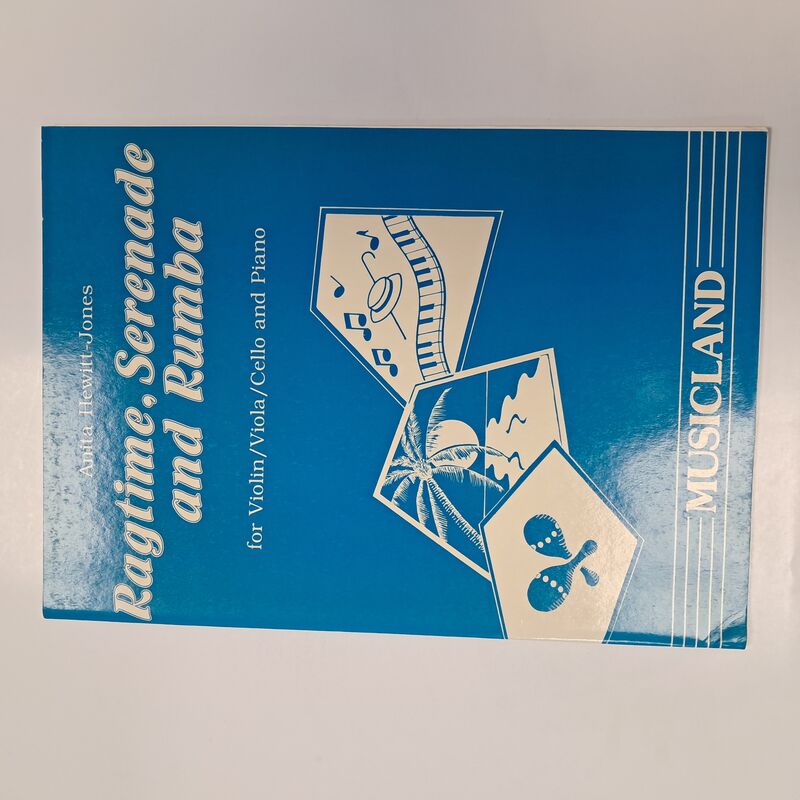 Anita Hewitt-Jones
Ragtime, Serenade
and Rumba
for Violin/Viola/Cello and Piano
MUSICLAND